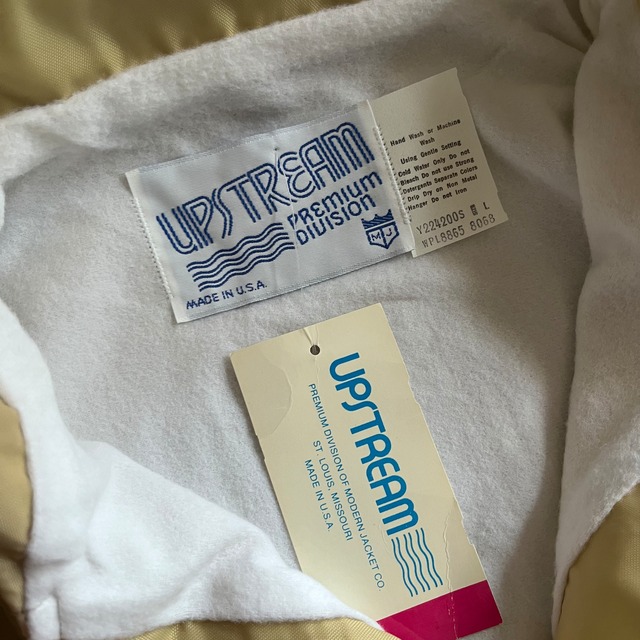 UPSTREAM
PREMIUM
DIVISION
MJ
MADE IN U.S.A.
Hand Wash or Machine
Wash
Using Gentle Setting
Cold Water Only Do not
Bleach Do not use Strong
Detergents Separate Colors
Drip Dry on Non Metal
Hanger Do not iron
Y224200S L
WPL8865 8068
UPSTREAM
PREMIUM DIVISION OF MODERN JACKET CO.
ST. LOUIS, MISSOURI
MADE IN U.S.A.